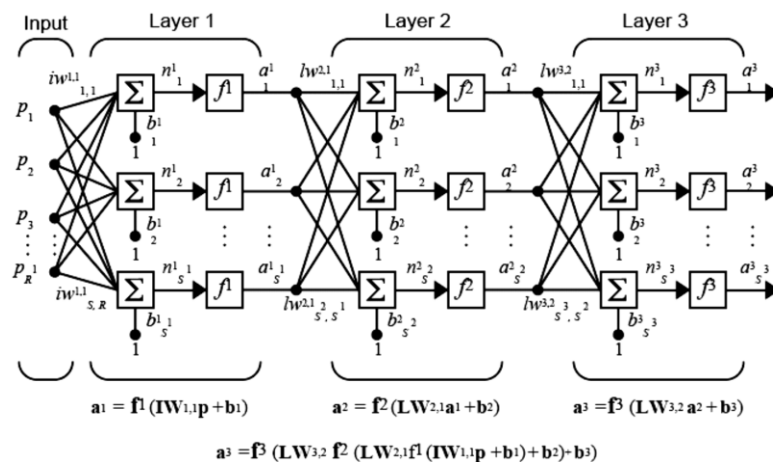 Input Layer 1 Layer 2 Layer 3
iw1,1 1, 1 n1 1 a1 1 lw2,1 1,1 n2 1 a2 1 lw3,2 1,1 n3 1 a3 1
p1 Σ f1 Σ f2 Σ f3
b1 1 b2 1 b3 1
1 1 1
p2 n1 2 a1 2 n2 2 a2 2 n3 2 a3 2
Σ f1 Σ f2 Σ f3
p3 b1 2 b2 2 b3 2
1 1 1
pR1 n1 s1 a1 s1 n2 s2 a2 s2 n3 s3 a3 s3
Σ f1 Σ f2 Σ f3
iw1,1 s, R lw2,1 s2, s1 lw3,2 s3, s2
b1 s1 b2 s2 b3 s3
1 1 1
a1 = f1 (IW1,1p +b1) a2 = f2 (LW2,1a1 +b2) a3 =f3 (LW3,2 a2 +b3)
a3 =f3 (LW3,2 f2 (LW2,1f1 (IW1,1p +b1)+b2)+b3)